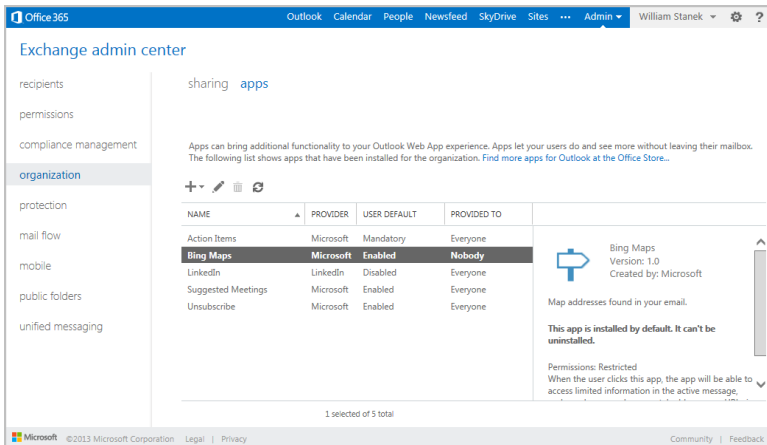 Office 365 Outlook Calendar People Newsfeed SkyDrive Sites ••• Admin William Stanek ?
Exchange admin center
recipients
permissions
compliance management
organization
protection
mail flow
mobile
public folders
unified messaging
sharing apps
Apps can bring additional functionality to your Outlook Web App experience. Apps let your users do and see more without leaving their mailbox.
The following list shows apps that have been installed for the organization. Find more apps for Outlook at the Office Store...
NAME PROVIDER USER DEFAULT PROVIDED TO
Action Items Microsoft Mandatory Everyone
Bing Maps Microsoft Enabled Nobody
LinkedIn LinkedIn Disabled Everyone
Suggested Meetings Microsoft Enabled Everyone
Unsubscribe Microsoft Enabled Everyone
Bing Maps
Version: 1.0
Created by: Microsoft
Map addresses found in your email.
This app is installed by default. It can't be
uninstalled.
Permissions: Restricted
When the user clicks this app, the app will be able to
access limited information in the active message,
1 selected of 5 total
Microsoft ©2013 Microsoft Corporation Legal | Privacy Community | Feedback